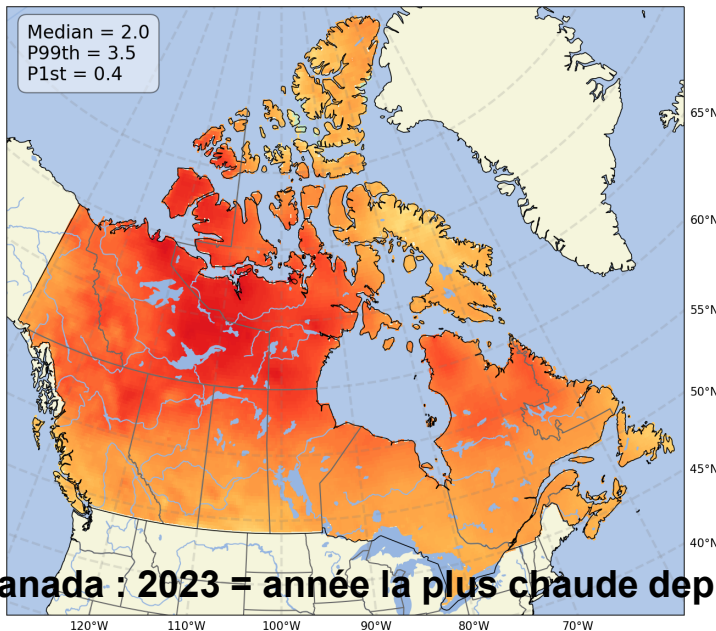 Median = 2.0
P99th = 3.5
P1st = 0.4
65°N
60°N
55°N
50°N
45°N
40°N
anada : 2023 = année la plus chaude dep
120°W 110°W 100°W 90°W 80°W 70°W